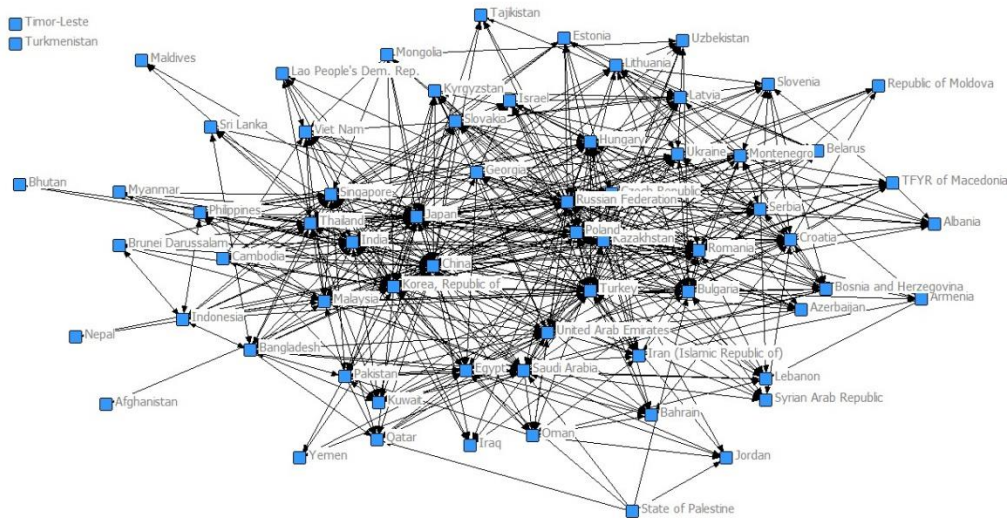 Tajikistan
Timor-Leste
Turkmenistan
Estonia
Uzbekistan
Mongolia
Maldives
Lithuania
Lao People's Dem. Rep.
Slovenia
Republic of Moldova
Kyrgyzstan
Israel
Latvia
Slovakia
Sri Lanka
Viet Nam
Hungary
Belarus
Ukraine
Montenegro
Georgia
Bhutan
TFYR of Macedonia
Myanmar
Singapore
Czech Republic
Russian Federation
Philippines
Japan
Serbia
Thailand
Albania
Poland
India
Kazakhstan
Croatia
Brunei Darussalam
Romania
Cambodia
China
Korea, Republic of
Turkey
Bulgaria
Bosnia and Herzegovina
Malaysia
Armenia
Azerbaijan
Indonesia
United Arab Emirates
Nepal
Bangladesh
Iran (Islamic Republic of)
Egypt
Saudi Arabia
Pakistan
Lebanon
Syrian Arab Republic
Kuwait
Afghanistan
Bahrain
Oman
Qatar
Iraq
Yemen
Jordan
State of Palestine